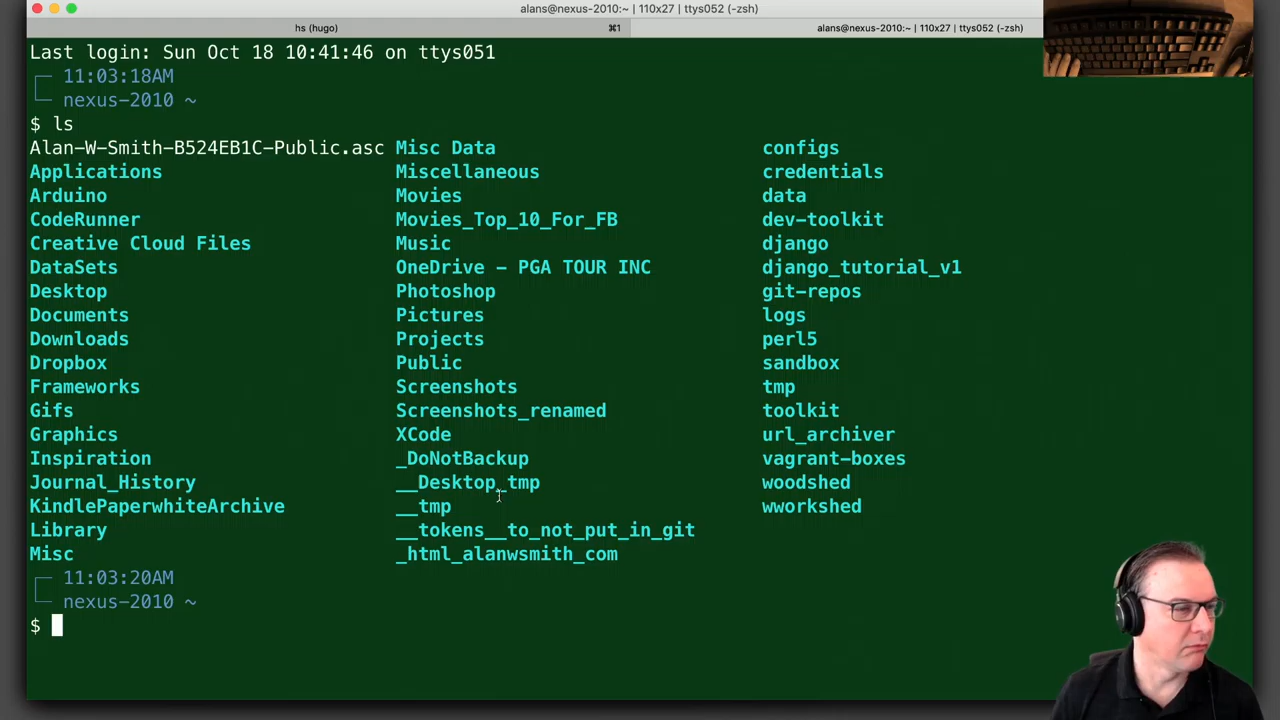 alans@nexus-2010:~ | 110x27 | ttys052 (-zsh)
hs (hugo) ⌘1 alans@nexus-2010:~ | 110x27 | ttys052 (-zsh)
Last login: Sun Oct 18 10:41:46 on ttys051
11:03:18AM
nexus-2010 ~
$ ls
Alan-W-Smith-B524EB1C-Public.asc Misc Data configs
Applications Miscellaneous credentials
Arduino Movies data
CodeRunner Movies_Top_10_For_FB dev-toolkit
Creative Cloud Files Music django
DataSets OneDrive - PGA TOUR INC django_tutorial_v1
Desktop Photoshop git-repos
Documents Pictures logs
Downloads Projects perl5
Dropbox Public sandbox
Frameworks Screenshots tmp
Gifs Screenshots_renamed toolkit
Graphics XCode url_archiver
Inspiration _DoNotBackup vagrant-boxes
Journal_History __Desktop_tmp woodshed
KindlePaperwhiteArchive __tmp wworkshed
Library __tokens__to_not_put_in_git
Misc _html_alanwsmith_com
11:03:20AM
nexus-2010 ~
$